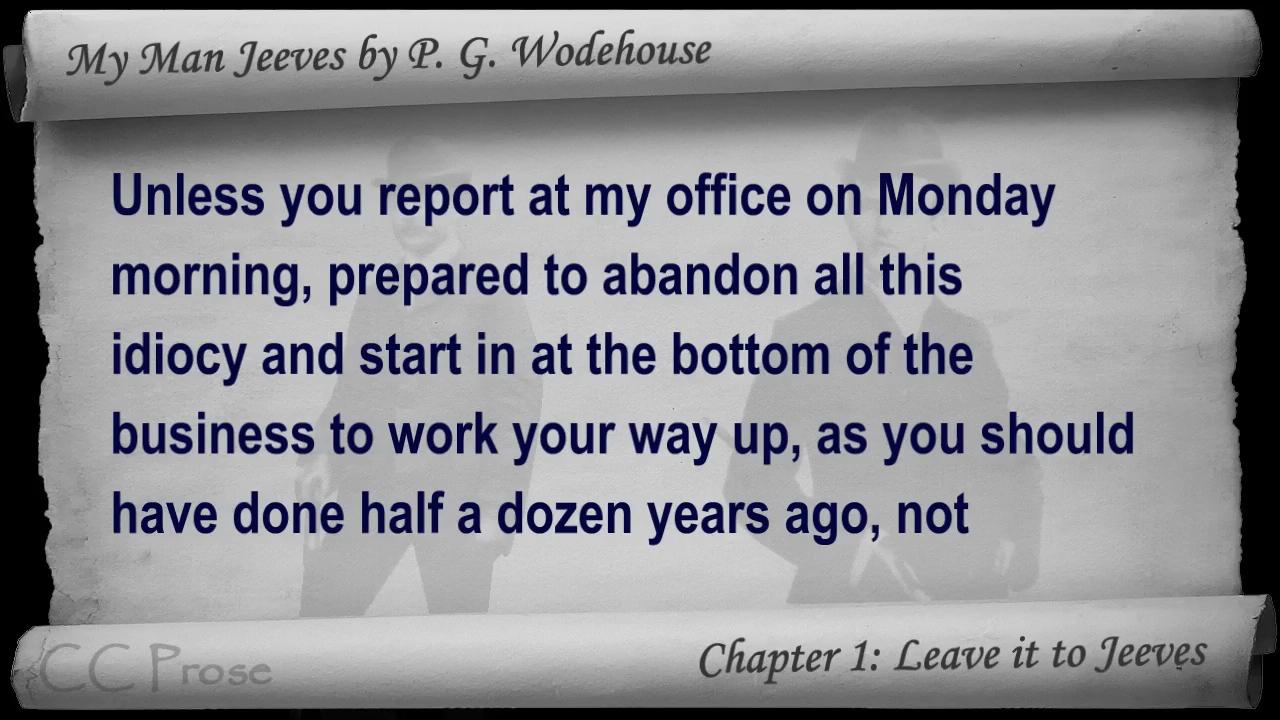 My Man Jeeves by P. G. Wodehouse
Unless you report at my office on Monday
morning, prepared to abandon all this
idiocy and start in at the bottom of the
business to work your way up, as you should
have done half a dozen years ago, not
CC Prose
Chapter 1: Leave it to Jeeves